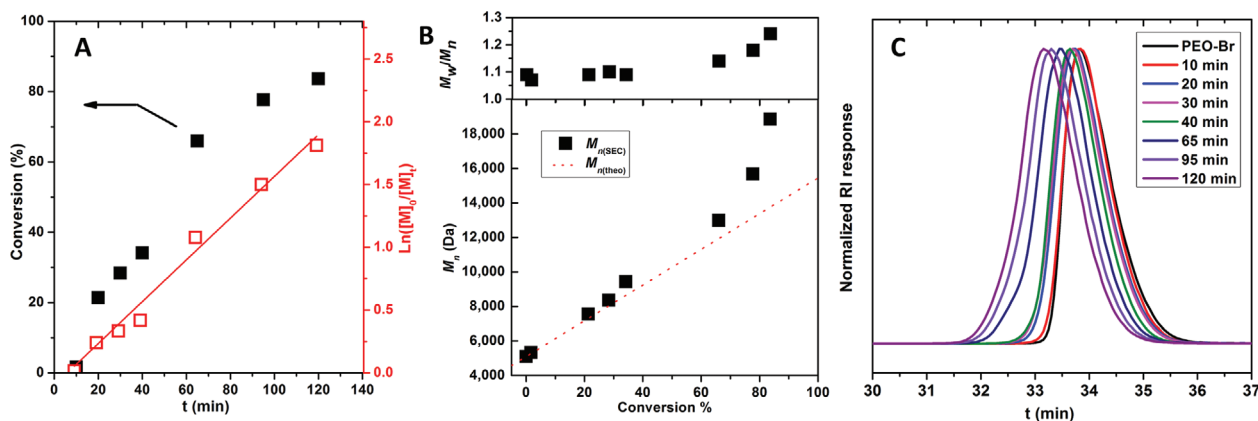 A
Conversion (%)
100
80
60
40
20
0
0 20 40 60 80 100 120 140
t (min)
2.5
2.0
1.5
1.0
0.5
0.0
Ln([M]0/[M]t)
B
Mw/Mn
1.3
1.2
1.1
1.0
Mn (Da)
18,000
16,000
14,000
12,000
10,000
8,000
6,000
4,000
Mn(SEC)
Mn(theo)
0 20 40 60 80 100
Conversion %
C
Normalized RI response
PEO-Br
10 min
20 min
30 min
40 min
65 min
95 min
120 min
30 31 32 33 34 35 36 37
t (min)